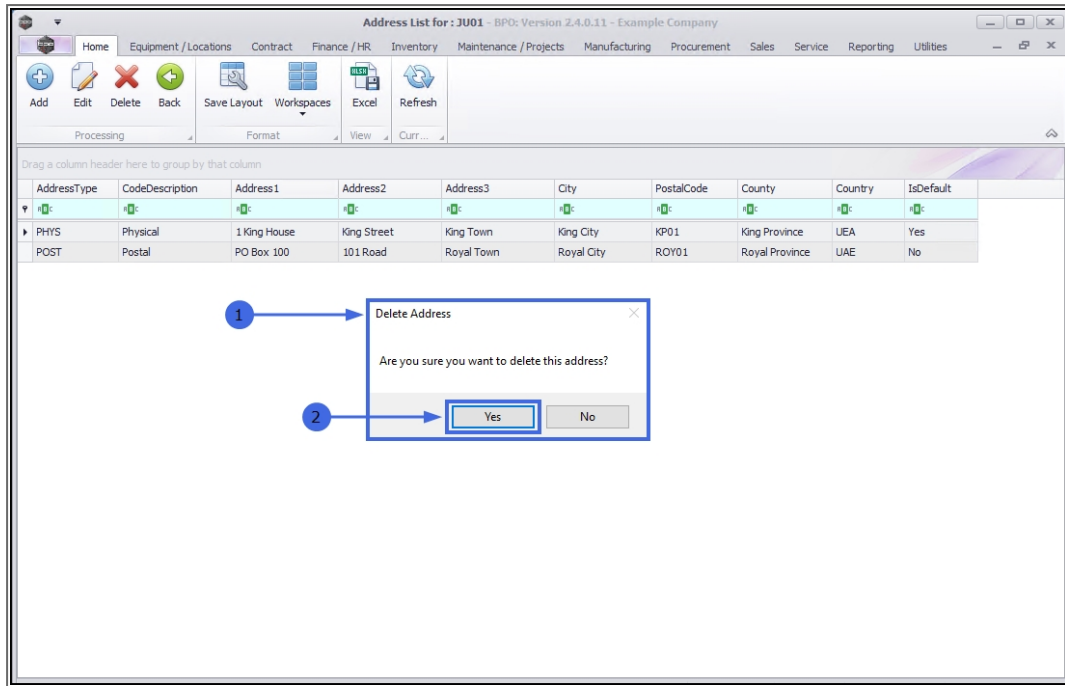 Address List for : JU01 - BPO: Version 2.4.0.11 - Example Company
Home Equipment / Locations Contract Finance / HR Inventory Maintenance / Projects Manufacturing Procurement Sales Service Reporting Utilities
XLSX
Add Edit Delete Back Save Layout Workspaces Excel Refresh
Processing Format View Curr...
Drag a column header here to group by that column
AddressType CodeDescription Address1 Address2 Address3 City PostalCode County Country IsDefault
PHYS Physical 1 King House King Street King Town King City KP01 King Province UEA Yes
POST Postal PO Box 100 101 Road Royal Town Royal City ROY01 Royal Province UAE No
1 Delete Address
Are you sure you want to delete this address?
2 Yes No